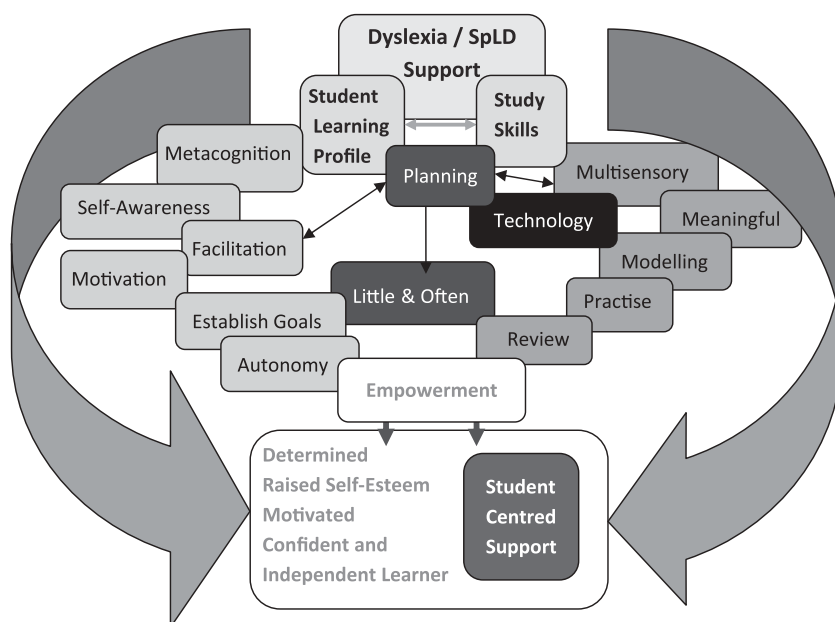 Dyslexia / SpLD
Support
Student
Learning
Profile
Study
Skills
Metacognition
Planning
Multisensory
Self-Awareness
Technology
Meaningful
Facilitation
Modelling
Motivation
Little & Often
Practise
Establish Goals
Review
Autonomy
Empowerment
Determined
Raised Self-Esteem
Motivated
Confident and
Independent Learner
Student
Centred
Support